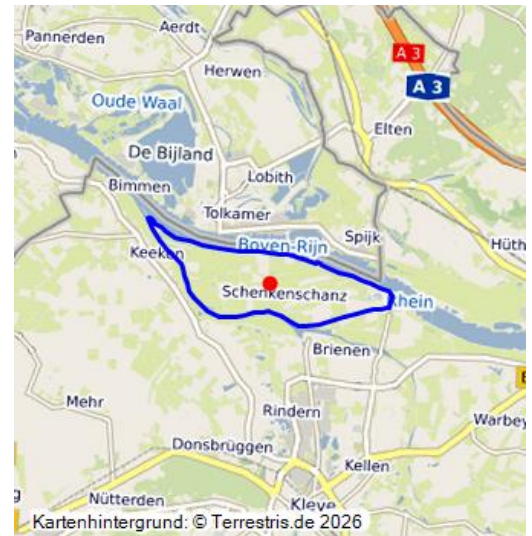 Aerdt
Pannerden
A 3
Herwen
A 3
Oude Waal
Elten
De Bijland
Lobith
Bimmen
Tolkamer
Spijk
Boven-Rijn
Hüth
Keeken
Schenkenschanz
Rhein
Brienen
Mehr
Rindern
Warbey
Donsbrüggen
Kellen
Nütterden
Kleve
Kartenhintergrund: © Terrestris.de 2026